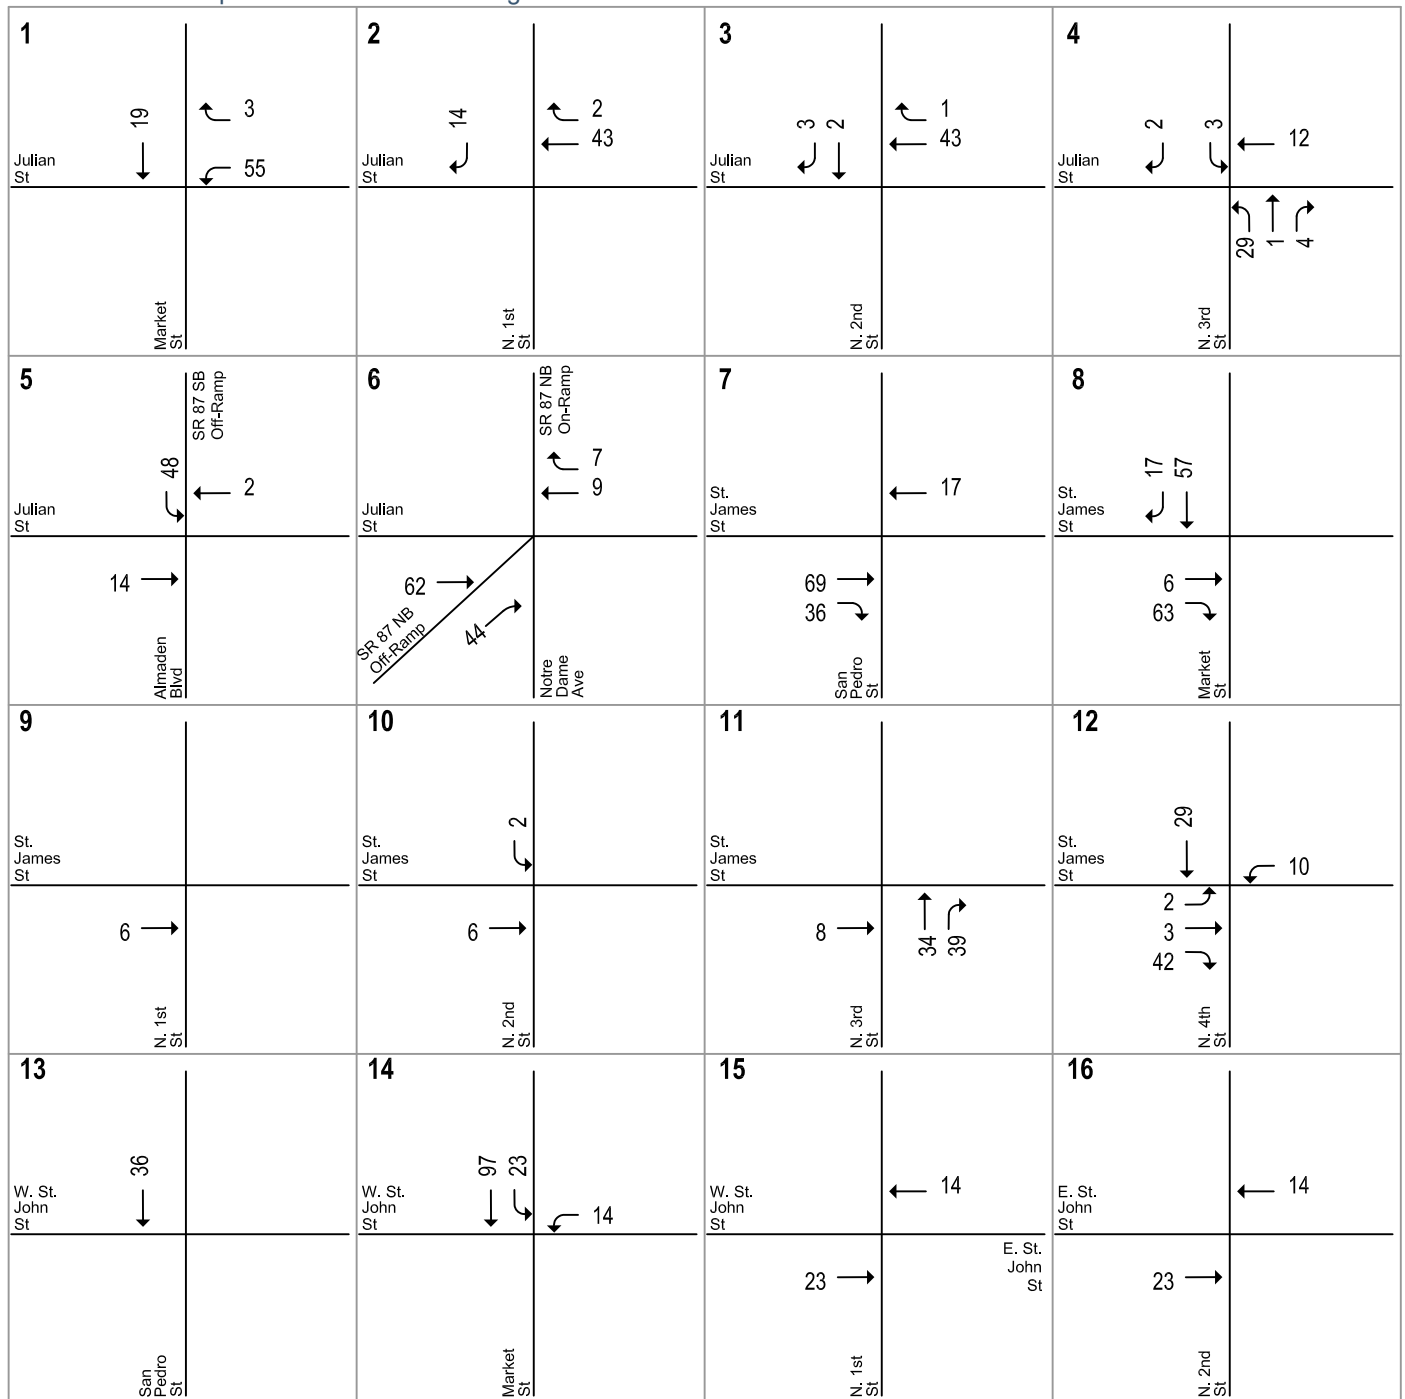 1
19
3
55
Julian
St
Market
St
2
14
2
43
Julian
St
N. 1st
St
3
3
2
1
43
Julian
St
N. 2nd
St
4
2
3
12
Julian
St
29
1
4
N. 3rd
St
5
SR 87 SB
Off-Ramp
48
2
Julian
St
14
Almaden
Blvd
6
SR 87 NB
On-Ramp
7
9
Julian
St
62
44
SR 87 NB
Off-Ramp
Notre
Dame
Ave
7
17
St.
James
St
69
36
San
Pedro
St
8
17
57
St.
James
St
6
63
Market
St
9
St.
James
St
6
N. 1st
St
10
2
St.
James
St
6
N. 2nd
St
11
St.
James
St
8
34
39
N. 3rd
St
12
29
10
St.
James
St
2
3
42
N. 4th
St
13
36
W. St.
John
St
San
Pedro
St
14
97
23
14
W. St.
John
St
Market
St
15
14
W. St.
John
St
E. St.
John
St
23
N. 1st
St
16
14
E. St.
John
St
23
N. 2nd
St